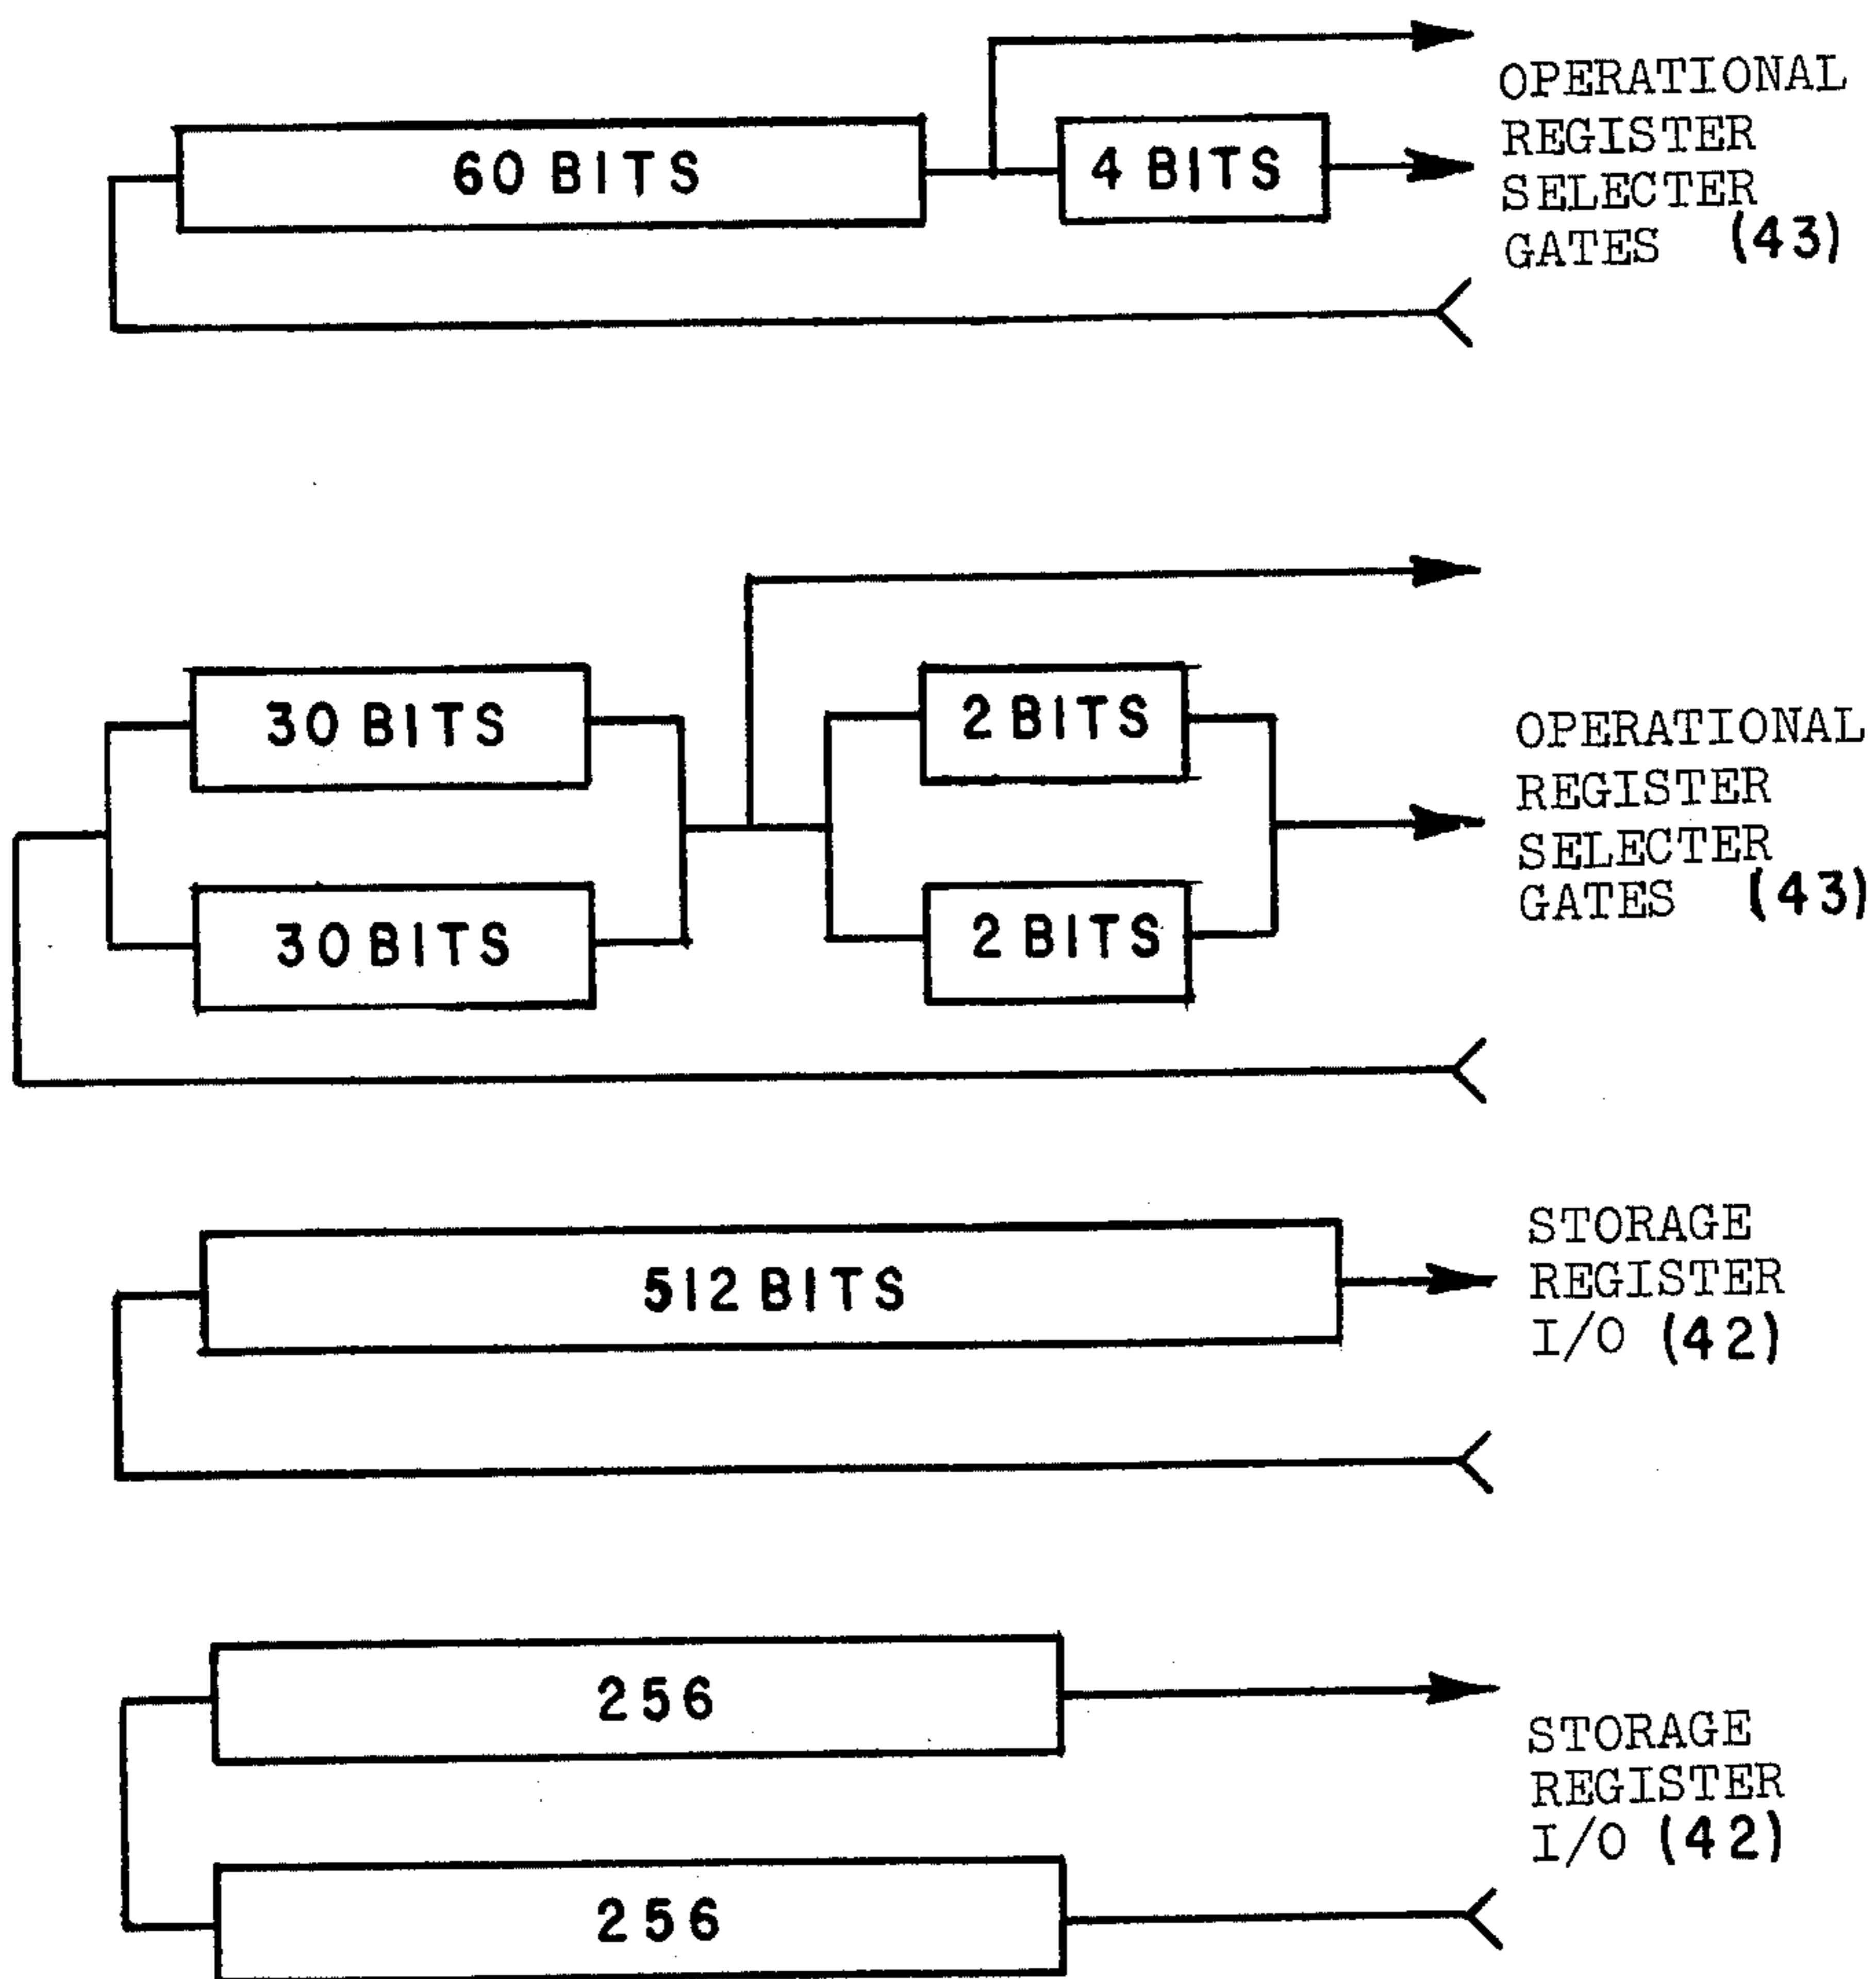 60 BITS
4 BITS
OPERATIONAL
REGISTER
SELECTER
GATES (43)
30 BITS
2 BITS
30 BITS
2 BITS
OPERATIONAL
REGISTER
SELECTER
GATES (43)
512 BITS
STORAGE
REGISTER
I/O (42)
256
256
STORAGE
REGISTER
I/O (42)